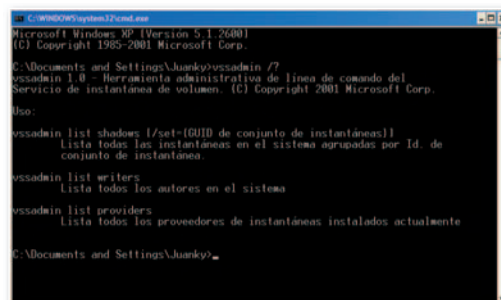 C:\WINDOWS\system32\cmd.exe
Microsoft Windows XP [Versión 5.1.2600]
(C) Copyright 1985-2001 Microsoft Corp.
C:\Documents and Settings\Juanky>vssadmin /?
vssadmin 1.0 - Herramienta administrativa de línea de comando del
Servicio de instantánea de volumen. (C) Copyright 2001 Microsoft Corp.
Uso:
vssadmin list shadows [/set={GUID de conjunto de instantáneas}]
Lista todas las instantáneas en el sistema agrupadas por Id. de
conjunto de instantánea.
vssadmin list writers
Lista todos los autores en el sistema
vssadmin list providers
Lista todos los proveedores de instantáneas instalados actualmente
C:\Documents and Settings\Juanky>_